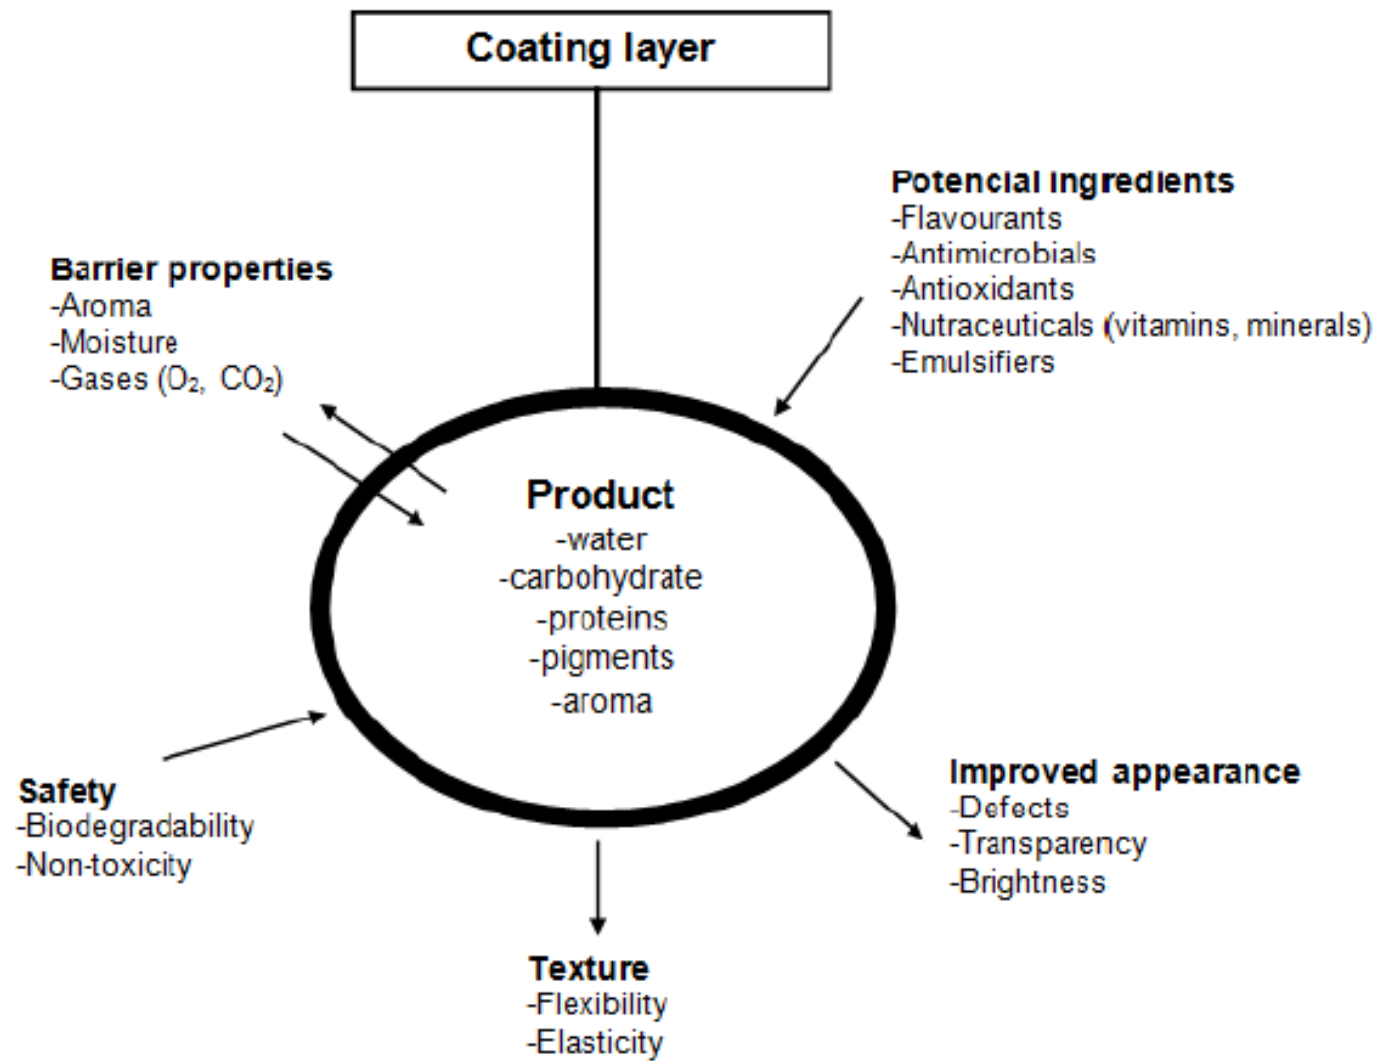 Coating layer
Potencial ingredients
-Flavourants
-Antimicrobials
-Antioxidants
-Nutraceuticals (vitamins, minerals)
-Emulsifiers
Barrier properties
-Aroma
-Moisture
-Gases (O₂, CO₂)
Product
-water
-carbohydrate
-proteins
-pigments
-aroma
Safety
-Biodegradability
-Non-toxicity
Improved appearance
-Defects
-Transparency
-Brightness
Texture
-Flexibility
-Elasticity